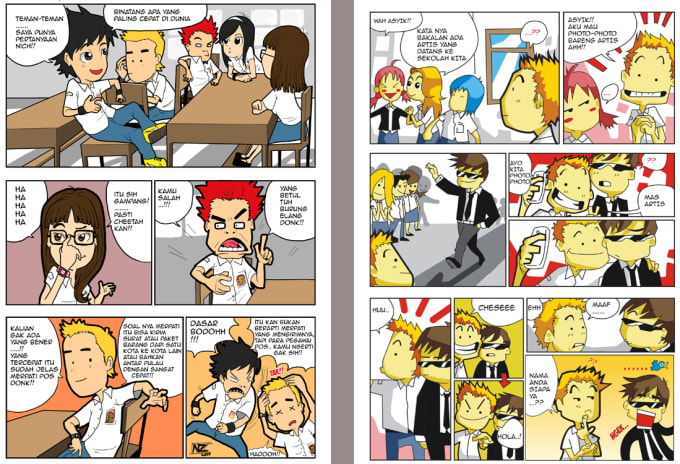 TEMAN-TEMAN
......
SAYA PUNYA
PERTANYAAN
NICH!!
BINATANG APA YANG
PALING CEPAT DI DUNIA
HA
HA
HA
HA
HA
ITU SIH
GAMPANG!
......
PASTI
CHEETAH
KAN!!
KAMU
SALAH
...!!!
YANG
BETUL
TUH
BURUNG
ELANG
DONK!!
KALIAN
GAK ADA
YANG BENER
....!!
YANG
TERCEPAT ITU
SUDAH JELAS
MERPATI POS
DONK!!
SOAL NYA MERPATI
ITU BISA KIRIM
SURAT ATAU PAKET
BARANG DARI SATU
KOTA KE KOTA LAIN
ATAU BAHKAN
ANTAR PULAU
DENGAN SANGAT
CEPAT!!
DASAR
BOOOHH
!!!
ITU KAN BUKAN
BERARTI MERPATI
YANG MENGIRIMNYA,
TAPI PARA PEGAWAI
POS.. KAMU NGERTI
GAK SIH!!
TAK!!
HADOOH!!
WAH ASYIK!!
KATA NYA
BAKALAN ADA
ARTIS YANG
DATANG KE
SEKOLAH KITA
...??
ASYIK!!
AKU MAU
PHOTO-PHOTO
BARENG ARTIS
AHH!!
AYO
KITA
PHOTO
PHOTO
??
MAS
ARTIS
HUU..
CHESEEE
HOLA..!
EHH
MAAF
......
NAMA
ANDA
SIAPA
YA
..??
??
NGEK..